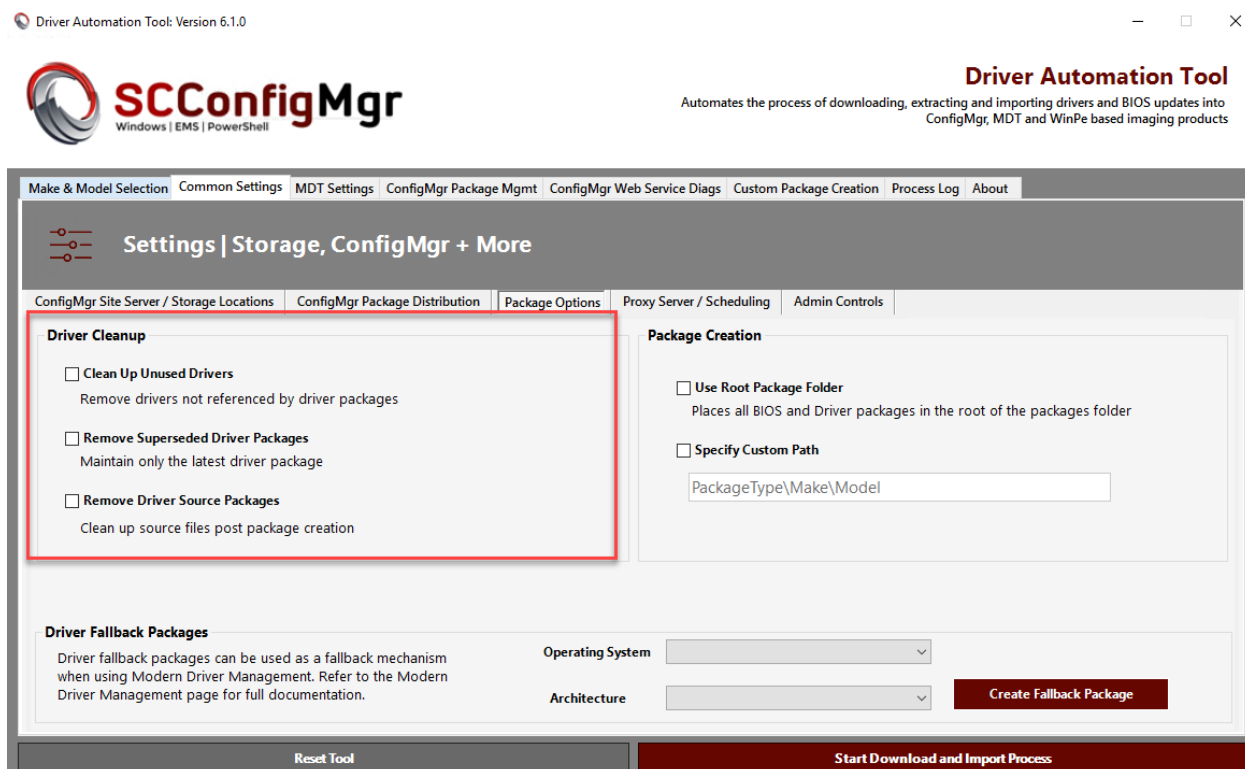 Driver Automation Tool: Version 6.1.0
SCConfigMgr
Windows | EMS | PowerShell
Driver Automation Tool
Automates the process of downloading, extracting and importing drivers and BIOS updates into
ConfigMgr, MDT and WinPe based imaging products
Make & Model Selection
Common Settings
MDT Settings
ConfigMgr Package Mgmt
ConfigMgr Web Service Diags
Custom Package Creation
Process Log
About
Settings | Storage, ConfigMgr + More
ConfigMgr Site Server / Storage Locations
ConfigMgr Package Distribution
Package Options
Proxy Server / Scheduling
Admin Controls
Driver Cleanup
Clean Up Unused Drivers
Remove drivers not referenced by driver packages
Remove Superseded Driver Packages
Maintain only the latest driver package
Remove Driver Source Packages
Clean up source files post package creation
Package Creation
Use Root Package Folder
Places all BIOS and Driver packages in the root of the packages folder
Specify Custom Path
PackageType\Make\Model
Driver Fallback Packages
Driver fallback packages can be used as a fallback mechanism
when using Modern Driver Management. Refer to the Modern
Driver Management page for full documentation.
Operating System
Architecture
Create Fallback Package
Reset Tool
Start Download and Import Process